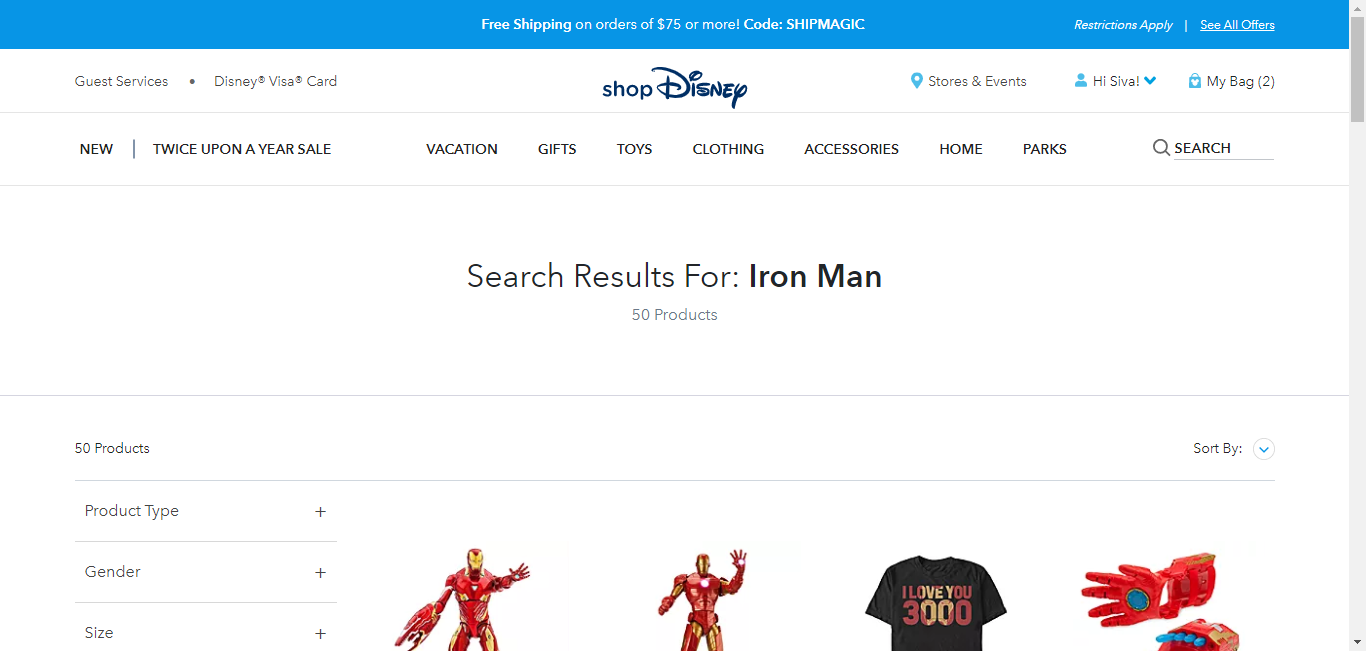 Free Shipping on orders of $75 or more! Code: SHIPMAGIC
Restrictions Apply | See All Offers
Guest Services • Disney® Visa® Card
shop Disney
Stores & Events
Hi Siva!
My Bag (2)
NEW | TWICE UPON A YEAR SALE
VACATION GIFTS TOYS CLOTHING ACCESSORIES HOME PARKS
SEARCH
Search Results For: Iron Man
50 Products
50 Products
Sort By:
Product Type +
Gender +
Size +
I LOVE YOU
3000